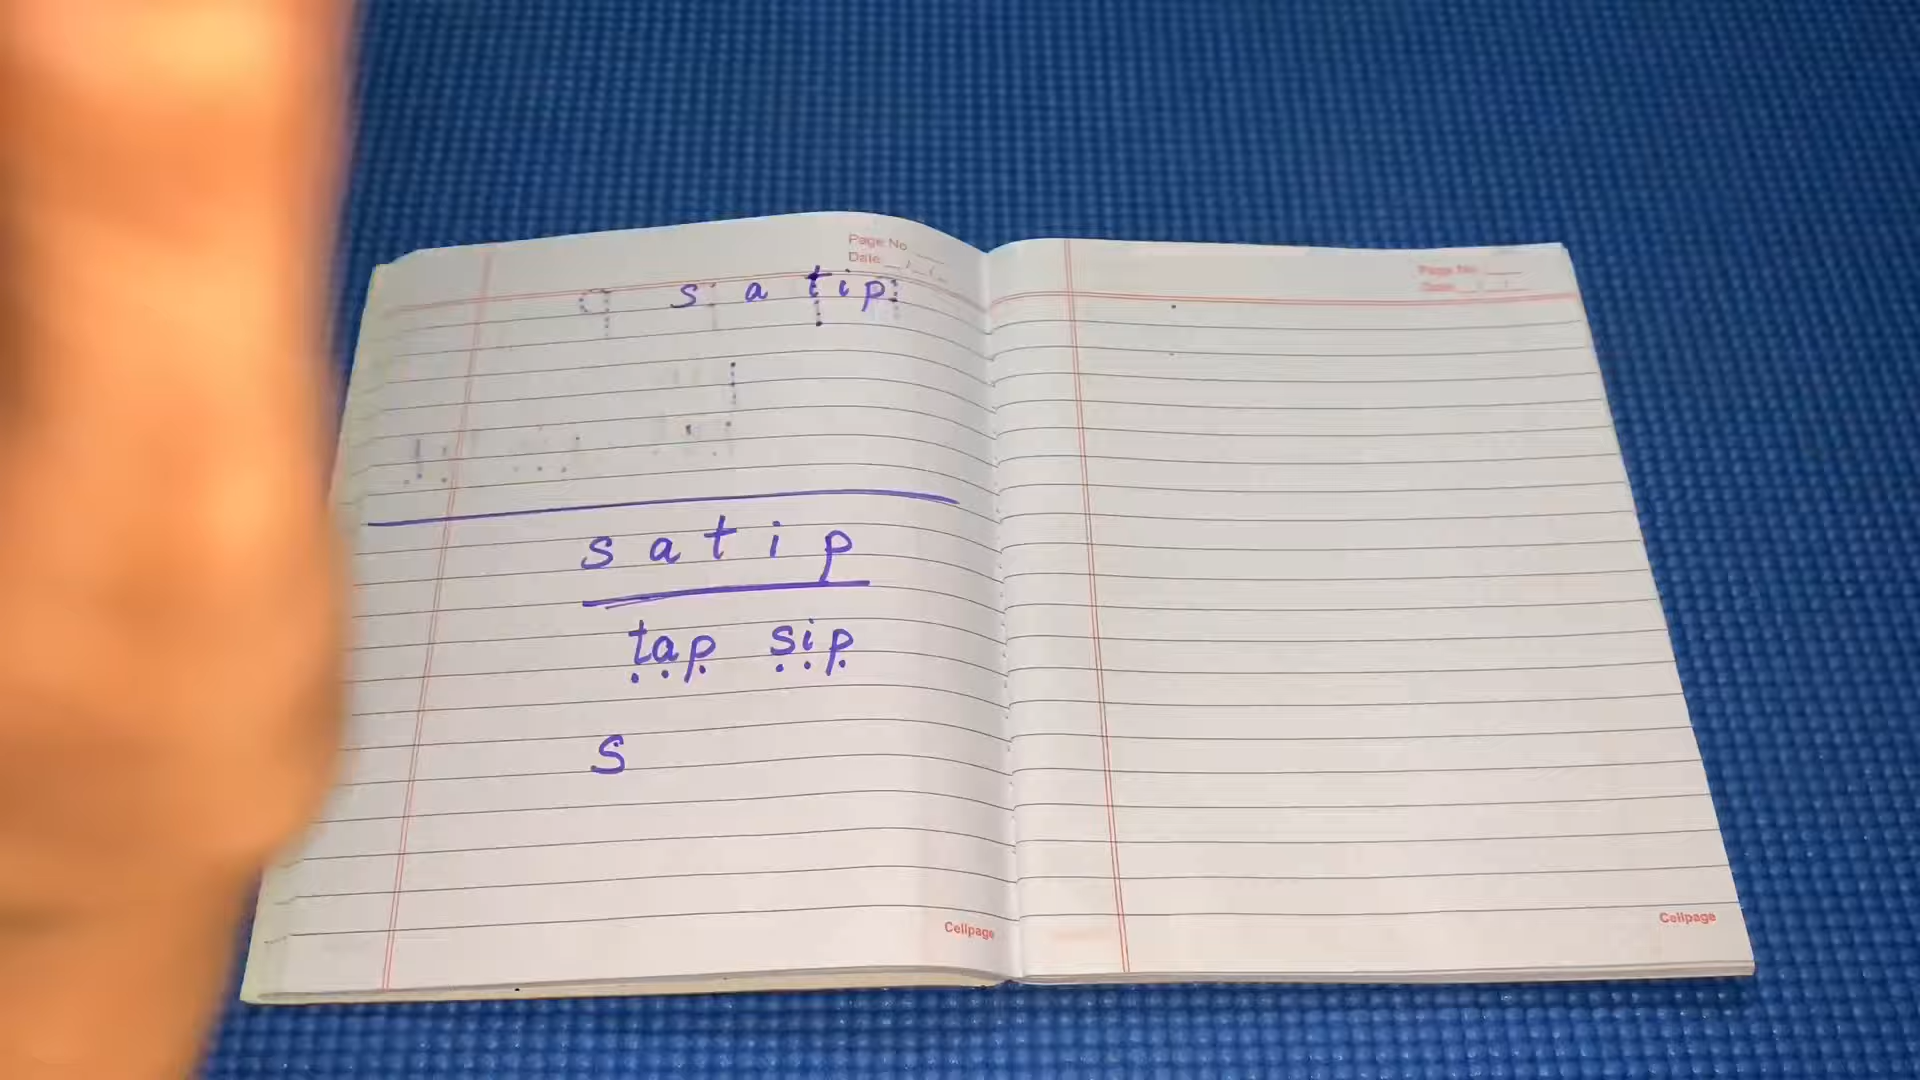 Page No
Date
s a t i p
s a t i p
tap sip
s
Cellpage
Page No.
Date
Cellpage